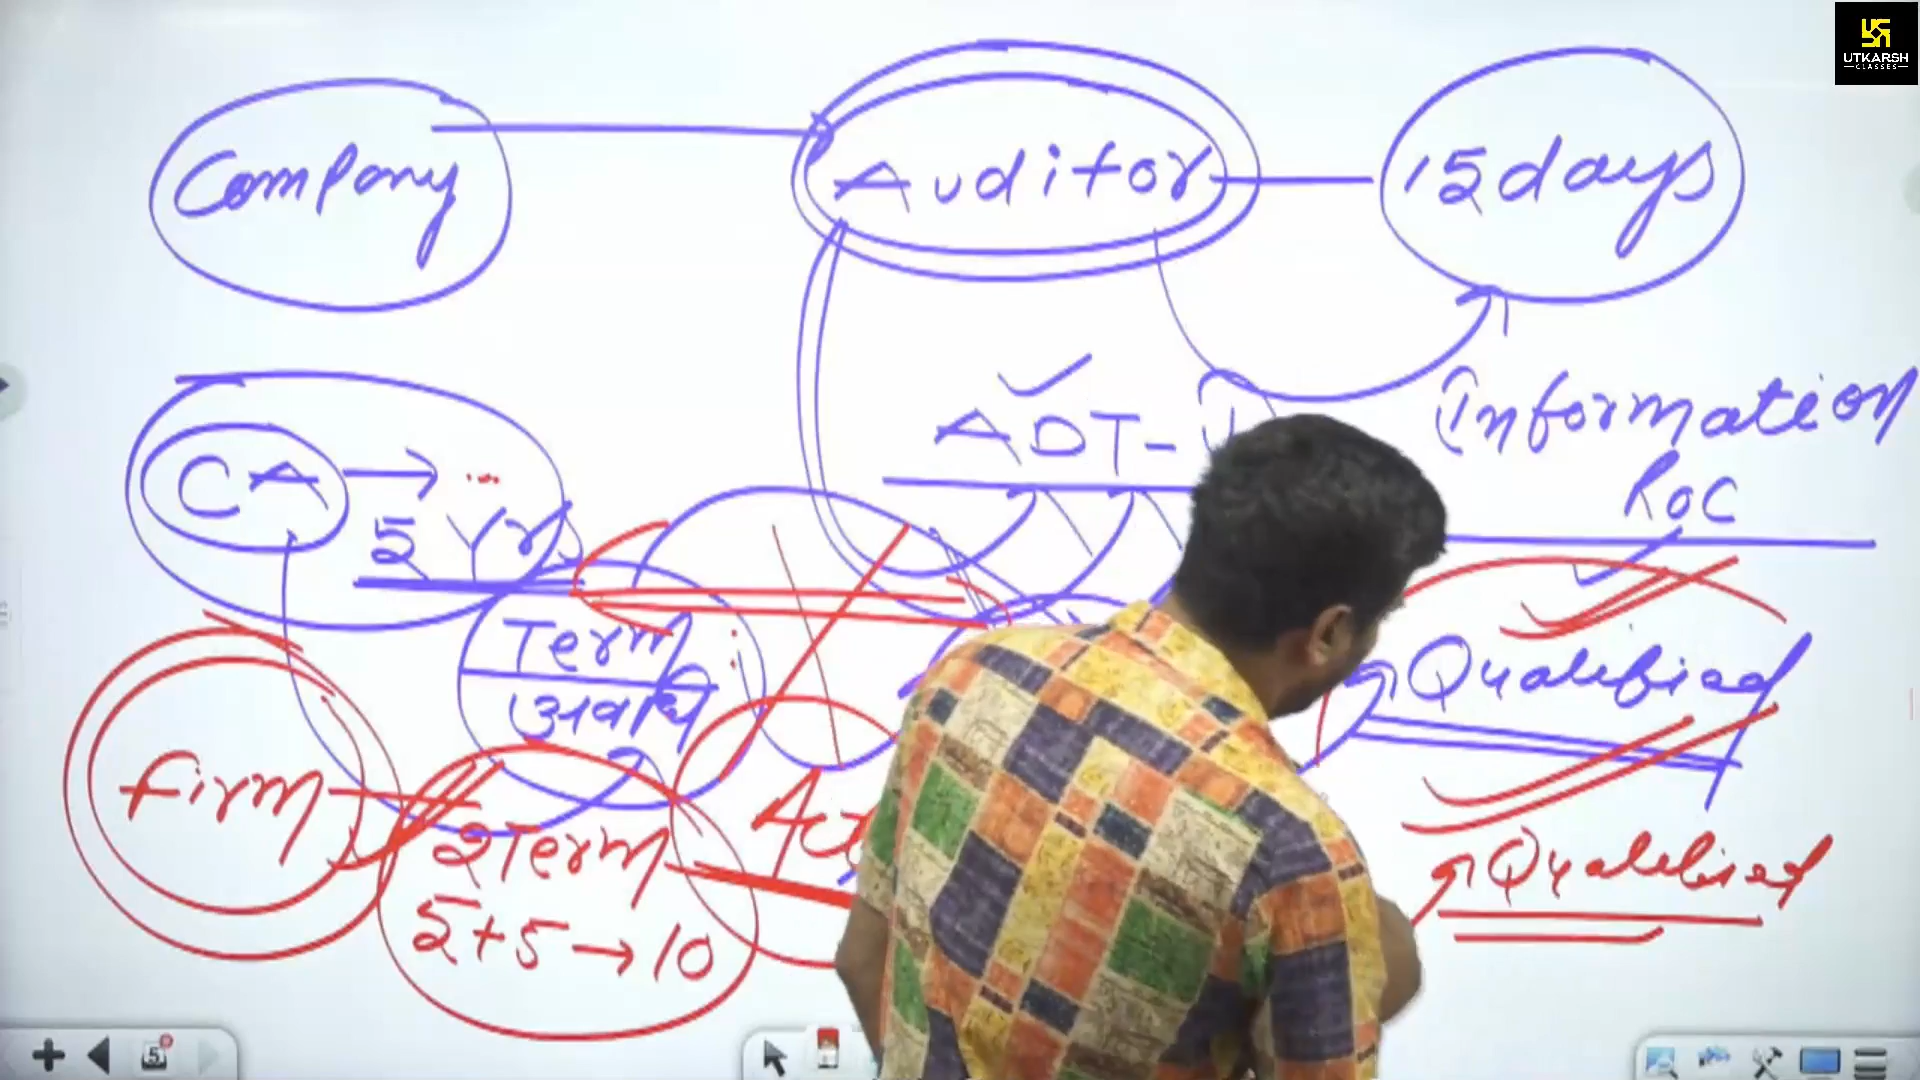 UTKARSH
CLASSES
Company
Auditor
15 days
ADT-
Information
ROC
CA →
5 Yrs
Term
अवधि
Qualified
firm
2 Term
5+5 → 10
Qualified
5